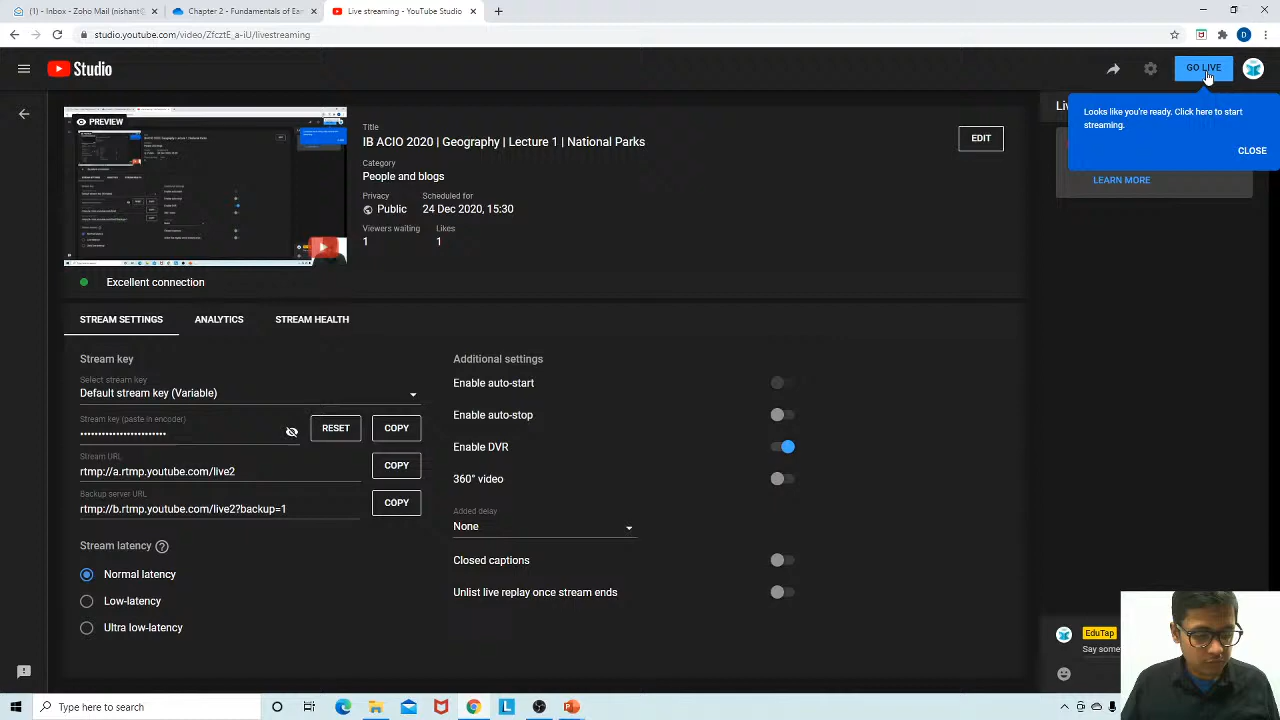 (1) - Inbox - Zoho Mail (nishant@
Chapter 2 - Fundamentals of Ear
Live streaming - YouTube Studio
studio.youtube.com/video/ZfcztE_a-iU/livestreaming
D
Studio
GO LIVE
Looks like you're ready. Click here to start
streaming.
CLOSE
LEARN MORE
PREVIEW
Title
IB ACIO 2020 | Geography | Lecture 1 | National Parks
EDIT
Category
People and blogs
Privacy
Scheduled for
Public
24 Dec 2020, 15:30
Viewers waiting
Likes
1
1
Excellent connection
STREAM SETTINGS
ANALYTICS
STREAM HEALTH
Stream key
Select stream key
Default stream key (Variable)
Stream key (paste in encoder)
RESET
COPY
Stream URL
rtmp://a.rtmp.youtube.com/live2
COPY
Backup server URL
rtmp://b.rtmp.youtube.com/live2?backup=1
COPY
Stream latency
Normal latency
Low-latency
Ultra low-latency
Additional settings
Enable auto-start
Enable auto-stop
Enable DVR
360° video
Added delay
None
Closed captions
Unlist live replay once stream ends
EduTap
Say some
Type here to search